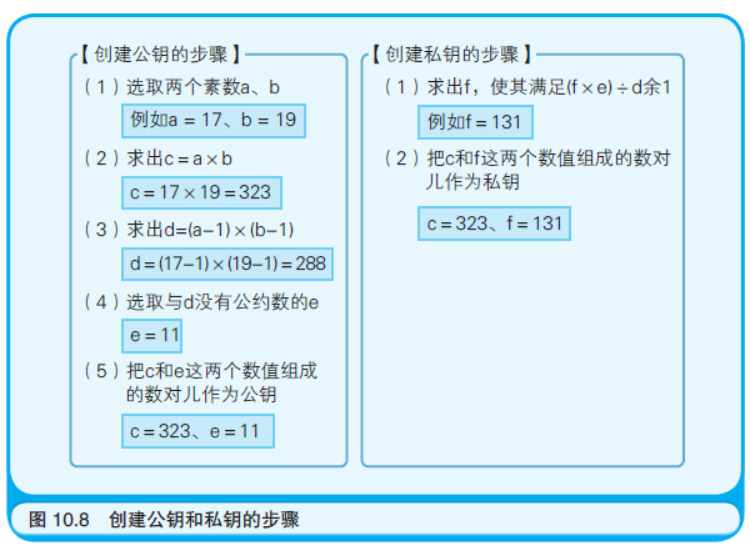 【创建公钥的步骤】
（1）选取两个素数a、b
例如a = 17、b = 19
（2）求出c = a × b
c = 17 × 19 = 323
（3）求出d=(a–1) × (b–1)
d = (17–1) × (19–1) = 288
（4）选取与d没有公约数的e
e = 11
（5）把c和e这两个数值组成
的数对儿作为公钥
c = 323、e = 11
【创建私钥的步骤】
（1）求出f，使其满足(f × e) ÷ d余1
例如f = 131
（2）把c和f这两个数值组成的数对
儿作为私钥
c = 323、f = 131
图 10.8 创建公钥和私钥的步骤